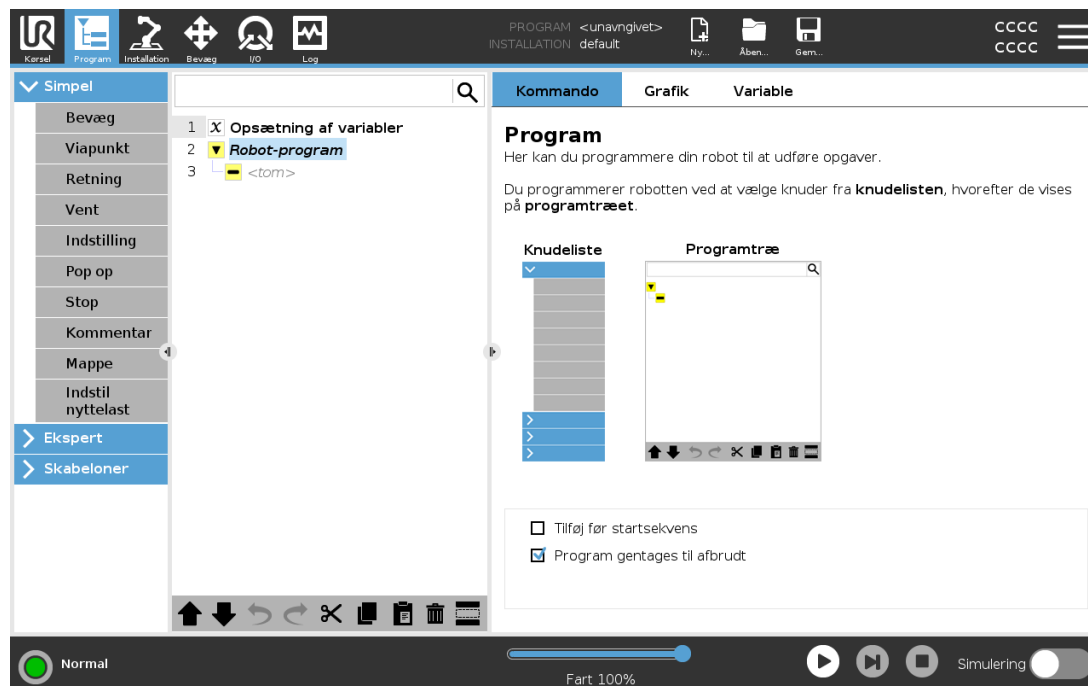 PROGRAM <unavngivet>
INSTALLATION default
CCCC
CCCC
Kørsel
Program
Installation
Bevæg
I/O
Log
Ny...
Åben...
Gem...
Simpel
Bevæg
Viapunkt
Retning
Vent
Indstilling
Pop op
Stop
Kommentar
Mappe
Indstil
nyttelast
Ekspert
Skabeloner
1 X Opsætning af variabler
2 Robot-program
3 <tom>
Kommando
Grafik
Variable
Program
Her kan du programmere din robot til at udføre opgaver.
Du programmerer robotten ved at vælge knuder fra knudelisten, hvorefter de vises
på programtræet.
Knudeliste
Programtræ
Tilføj før startsekvens
Program gentages til afbrudt
Normal
Fart 100%
Simulering